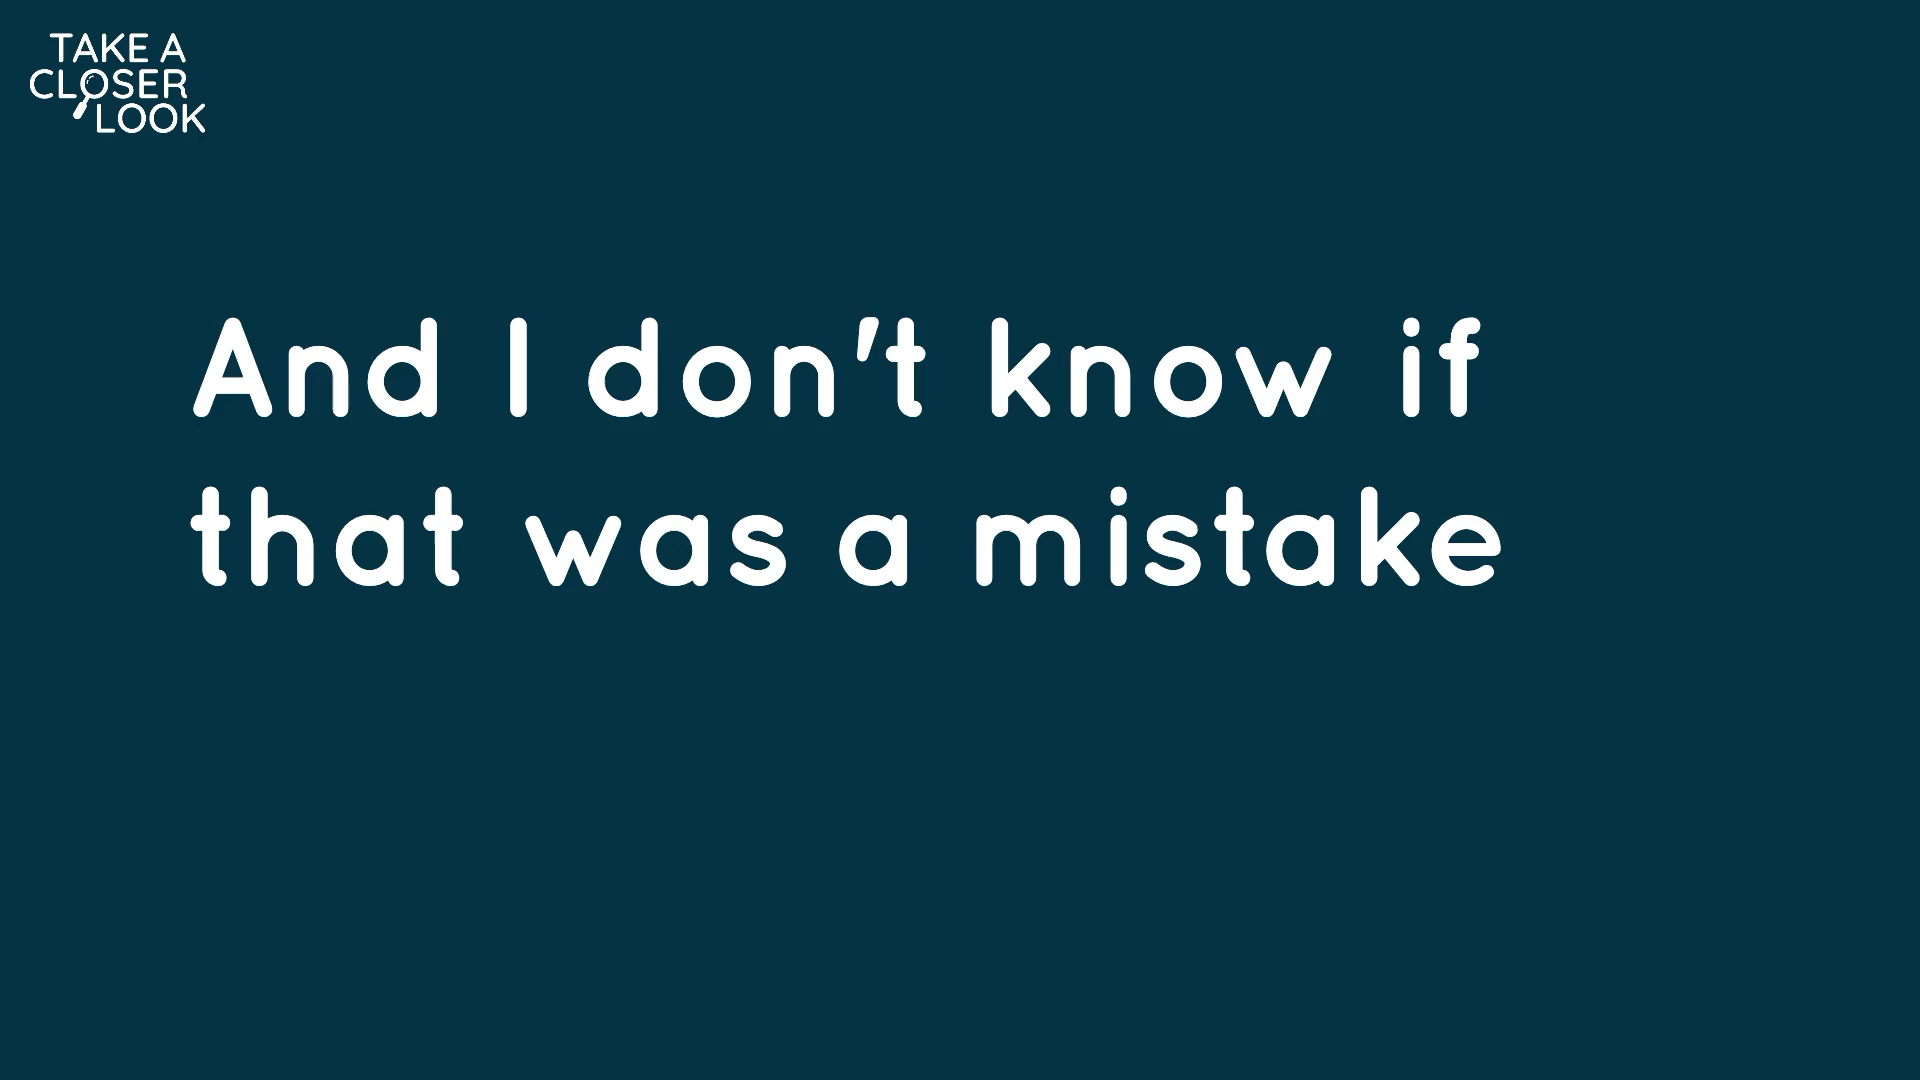 TAKE A
CLOSER
LOOK
And I don't know if
that was a mistake